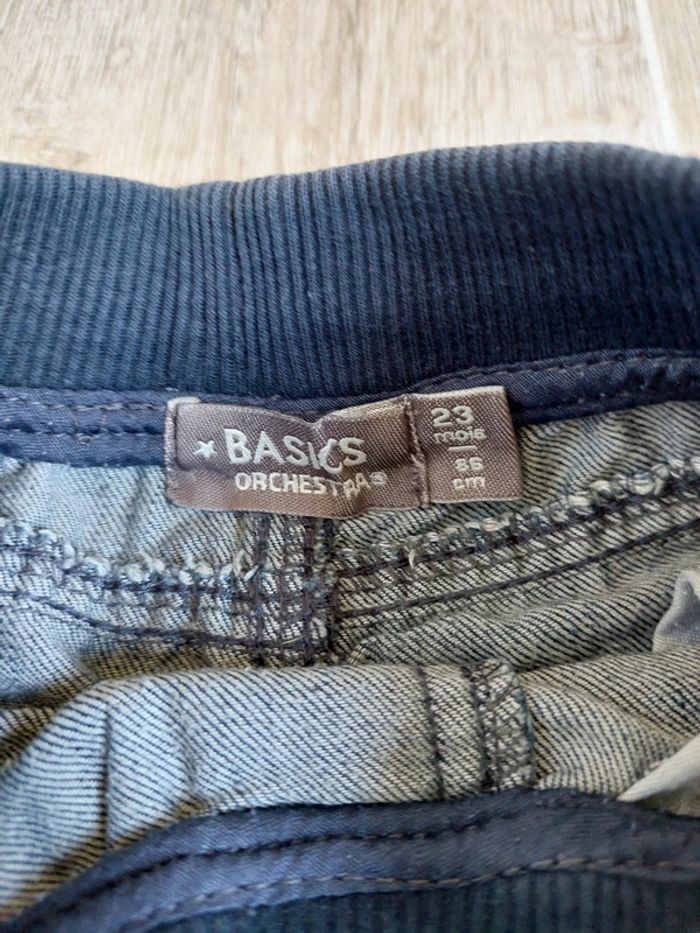 BASICS
ORCHESTRA®
23
mois
86
cm